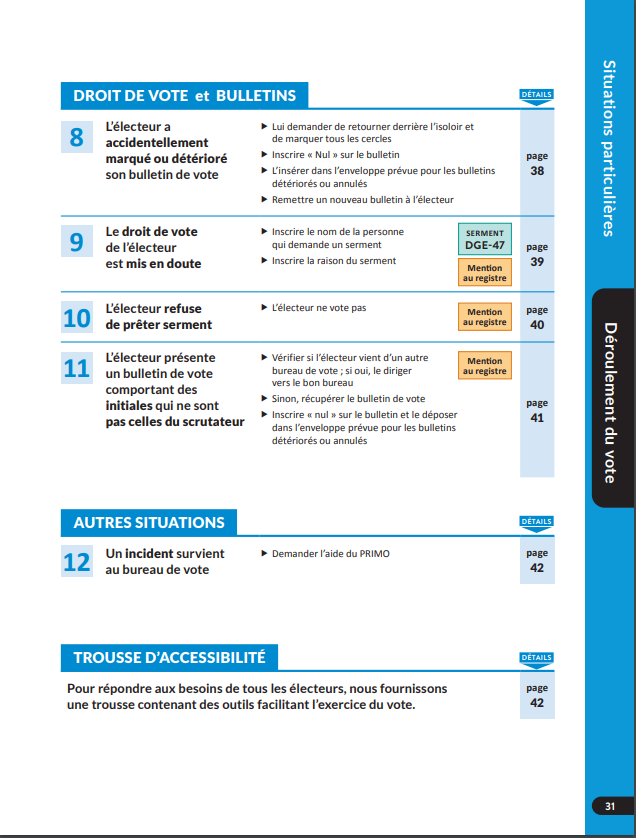 DROIT DE VOTE et BULLETINS
DÉTAILS
8
L'électeur a
accidentellement
marqué ou détérioré
son bulletin de vote
▶ Lui demander de retourner derrière l'isoloir et
de marquer tous les cercles
▶ Inscrire « Nul » sur le bulletin
▶ L'insérer dans l'enveloppe prévue pour les bulletins
détériorés ou annulés
▶ Remettre un nouveau bulletin à l'électeur
page
38
9
Le droit de vote
de l'électeur
est mis en doute
▶ Inscrire le nom de la personne
qui demande un serment
▶ Inscrire la raison du serment
SERMENT
DGE-47
Mention
au registre
page
39
10
L'électeur refuse
de prêter serment
▶ L'électeur ne vote pas
Mention
au registre
page
40
11
L'électeur présente
un bulletin de vote
comportant des
initiales qui ne sont
pas celles du scrutateur
▶ Vérifier si l'électeur vient d'un autre
bureau de vote ; si oui, le diriger
vers le bon bureau
▶ Sinon, récupérer le bulletin de vote
▶ Inscrire « nul » sur le bulletin et le déposer
dans l'enveloppe prévue pour les bulletins
détériorés ou annulés
Mention
au registre
page
41
AUTRES SITUATIONS
DÉTAILS
12
Un incident survient
au bureau de vote
▶ Demander l'aide du PRIMO
page
42
TROUSSE D'ACCESSIBILITÉ
DÉTAILS
Pour répondre aux besoins de tous les électeurs, nous fournissons
une trousse contenant des outils facilitant l'exercice du vote.
page
42
Situations particulières
Déroulement du vote
31